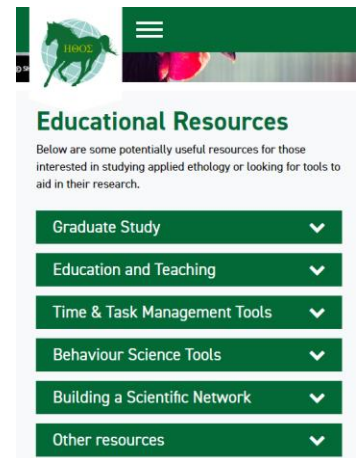 ΗΘΟΣ
Educational Resources
Below are some potentially useful resources for those
interested in studying applied ethology or looking for tools to
aid in their research.
Graduate Study
Education and Teaching
Time & Task Management Tools
Behaviour Science Tools
Building a Scientific Network
Other resources